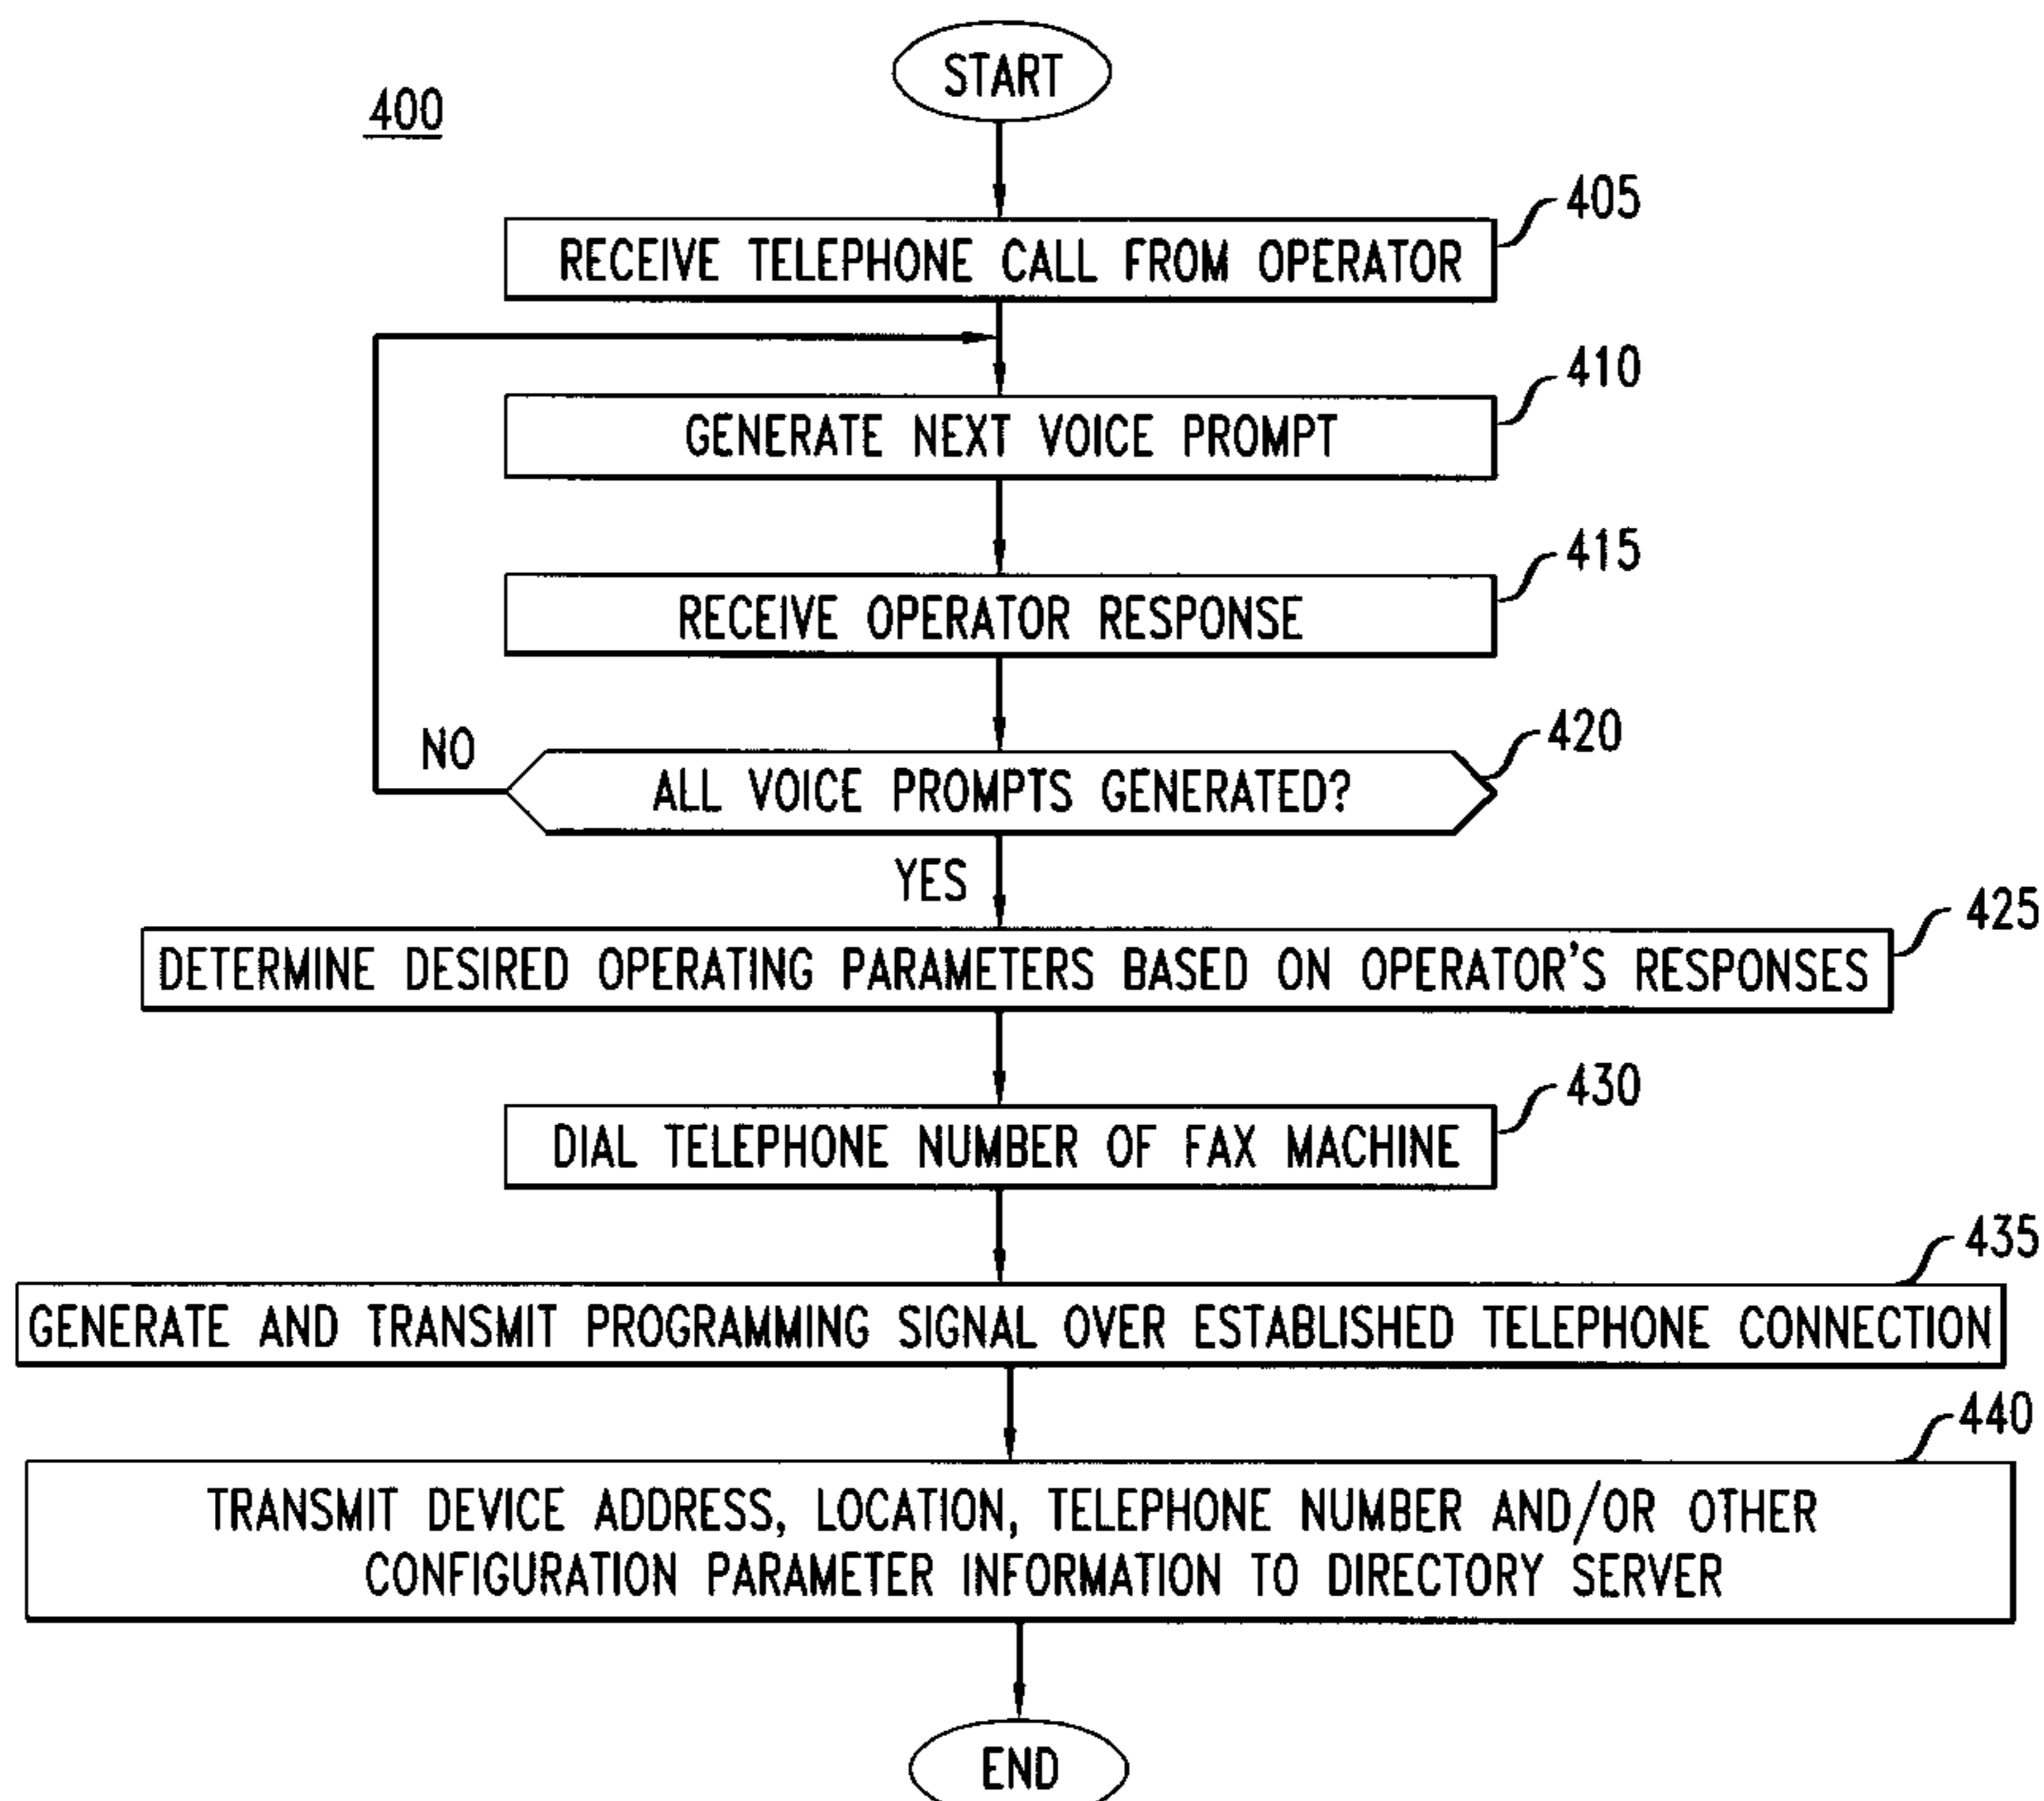 START
400
405
RECEIVE TELEPHONE CALL FROM OPERATOR
410
GENERATE NEXT VOICE PROMPT
415
RECEIVE OPERATOR RESPONSE
420
NO
ALL VOICE PROMPTS GENERATED?
YES
425
DETERMINE DESIRED OPERATING PARAMETERS BASED ON OPERATOR'S RESPONSES
430
DIAL TELEPHONE NUMBER OF FAX MACHINE
435
GENERATE AND TRANSMIT PROGRAMMING SIGNAL OVER ESTABLISHED TELEPHONE CONNECTION
440
TRANSMIT DEVICE ADDRESS, LOCATION, TELEPHONE NUMBER AND/OR OTHER
CONFIGURATION PARAMETER INFORMATION TO DIRECTORY SERVER
END